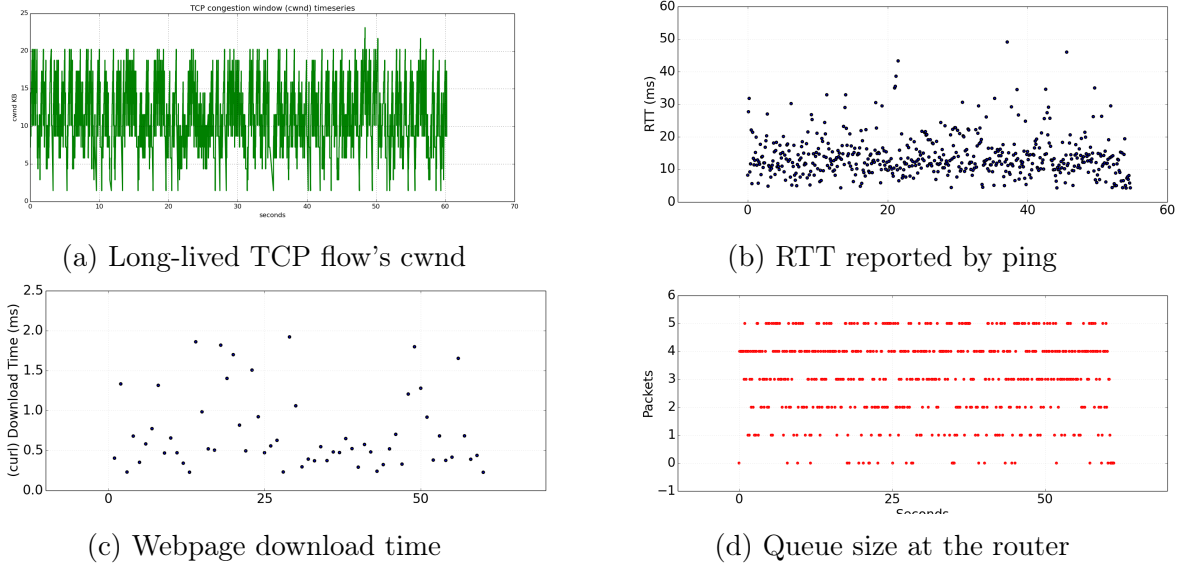 TCP congestion window (cwnd) timeseries
cwnd KB
25
20
15
10
5
0
0 10 20 30 40 50 60 70
seconds
(a) Long-lived TCP flow's cwnd
RTT (ms)
60
50
40
30
20
10
0
0 20 40 60
(b) RTT reported by ping
(curl) Download Time (ms)
2.5
2.0
1.5
1.0
0.5
0.0
0 25 50
(c) Webpage download time
Packets
6
5
4
3
2
1
0
−1
0 25 50
Seconds
(d) Queue size at the router